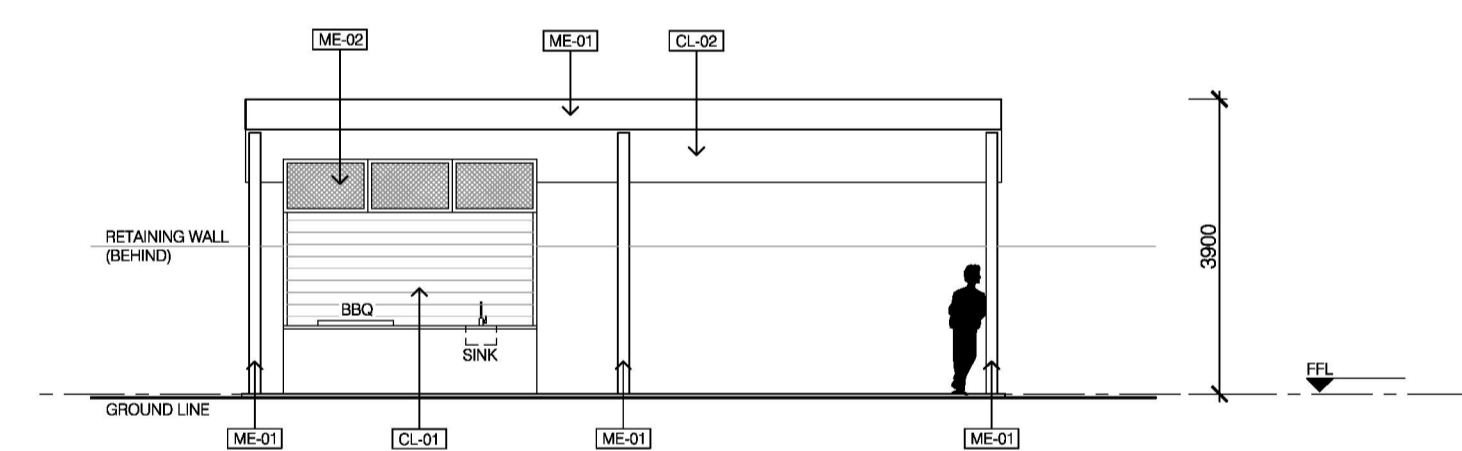 ME-02
ME-01
CL-02
RETAINING WALL
(BEHIND)
3900
BBQ
SINK
FFL
GROUND LINE
ME-01
CL-01
ME-01
ME-01